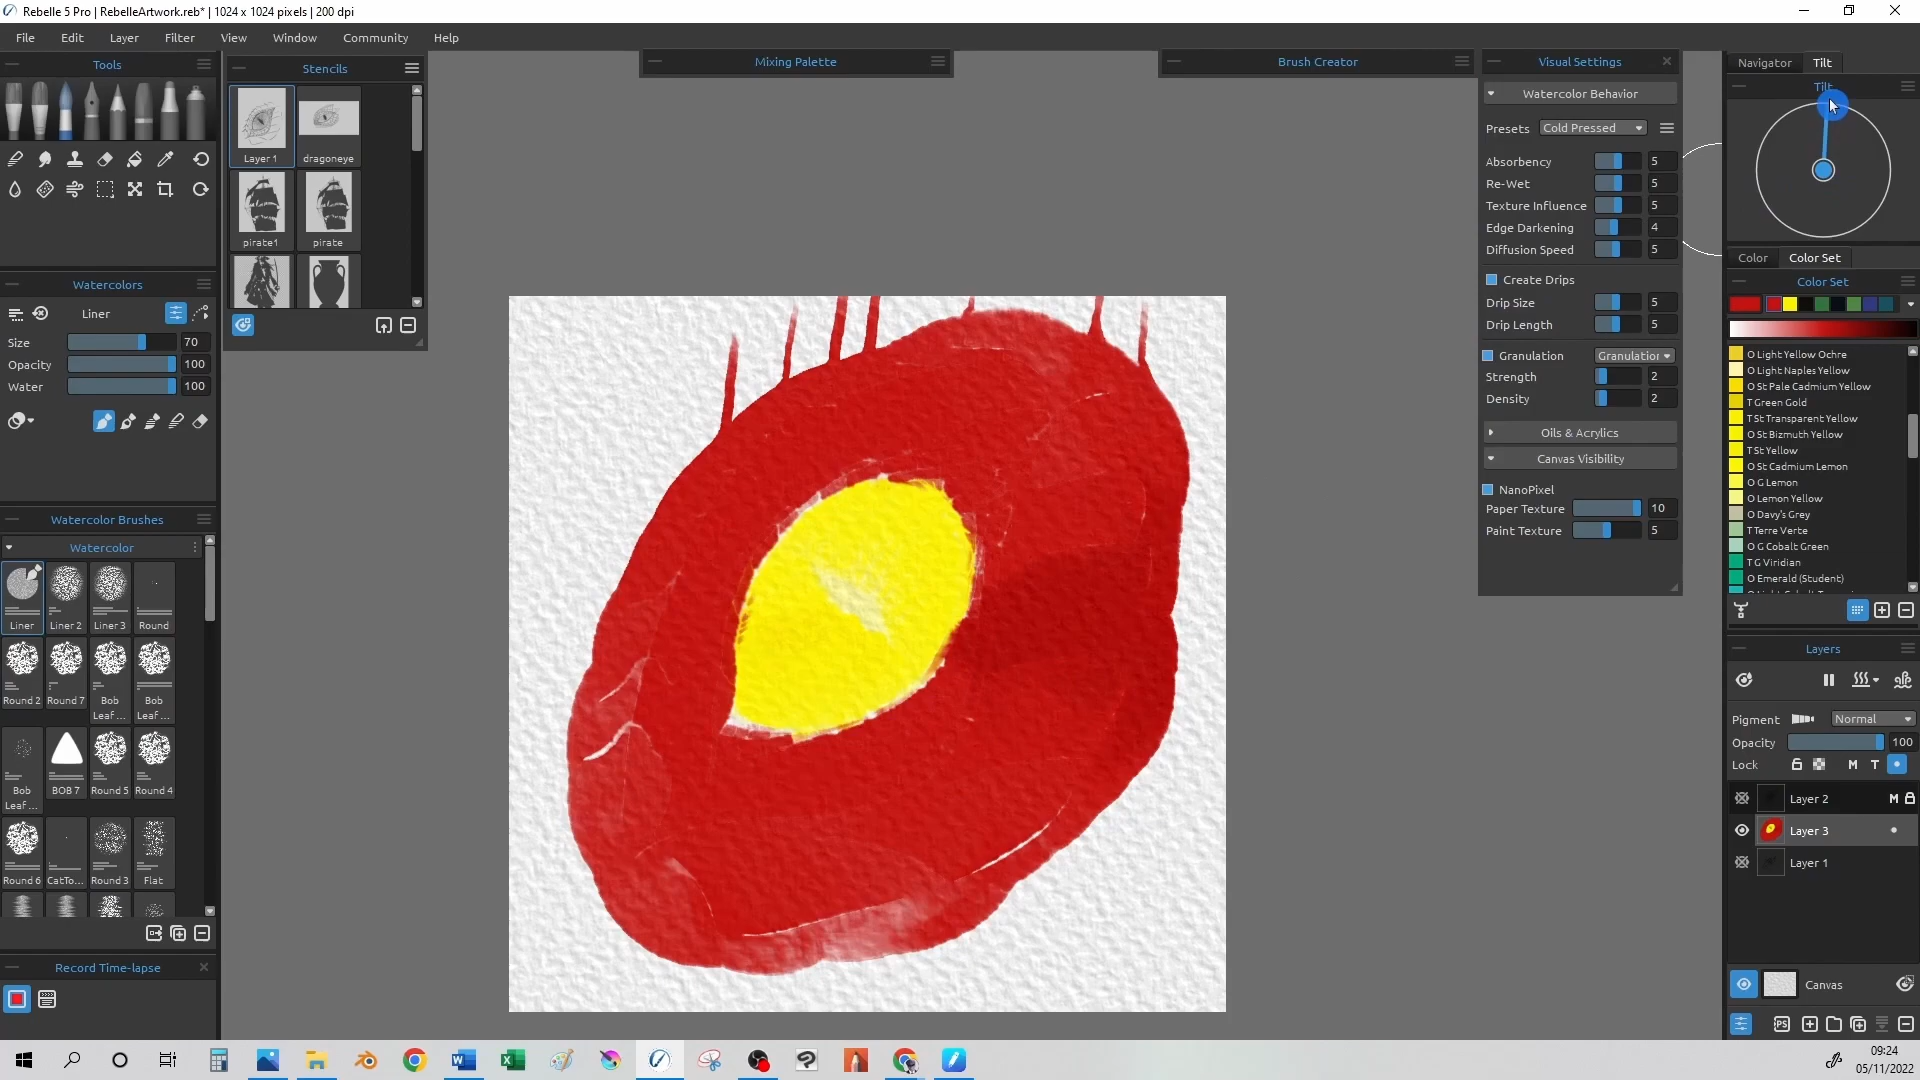 Rebelle 5 Pro | RebelleArtwork.reb* | 1024 x 1024 pixels | 200 dpi
File Edit Layer Filter View Window Community Help
Tools
Stencils
Layer 1 dragoneye
pirate1 pirate
Watercolors
Liner
Size 70
Opacity 100
Water 100
Watercolor Brushes
Watercolor
Liner Liner 2 Liner 3 Round
Round 2 Round 7 Bob Leaf ... Bob Leaf ...
Bob Leaf ... BOB 7 Round 5 Round 4
Round 6 CatTo... Round 3 Flat
Record Time-lapse
Mixing Palette
Brush Creator
Visual Settings
Watercolor Behavior
Presets Cold Pressed
Absorbency 5
Re-Wet 5
Texture Influence 5
Edge Darkening 4
Diffusion Speed 5
Create Drips
Drip Size 5
Drip Length 5
Granulation Granulation
Strength 2
Density 2
Oils & Acrylics
Canvas Visibility
NanoPixel
Paper Texture 10
Paint Texture 5
Navigator Tilt
Tilt
Color Color Set
Color Set
O Light Yellow Ochre
O Light Naples Yellow
O St Pale Cadmium Yellow
T Green Gold
T St Transparent Yellow
O St Bizmuth Yellow
T St Yellow
O St Cadmium Lemon
O G Lemon
O Lemon Yellow
O Davy's Grey
T Terre Verte
O G Cobalt Green
T G Viridian
O Emerald (Student)
Layers
Pigment Normal
Opacity 100
Lock M T
Layer 2 M
Layer 3
Layer 1
Canvas
PS
09:24
05/11/2022